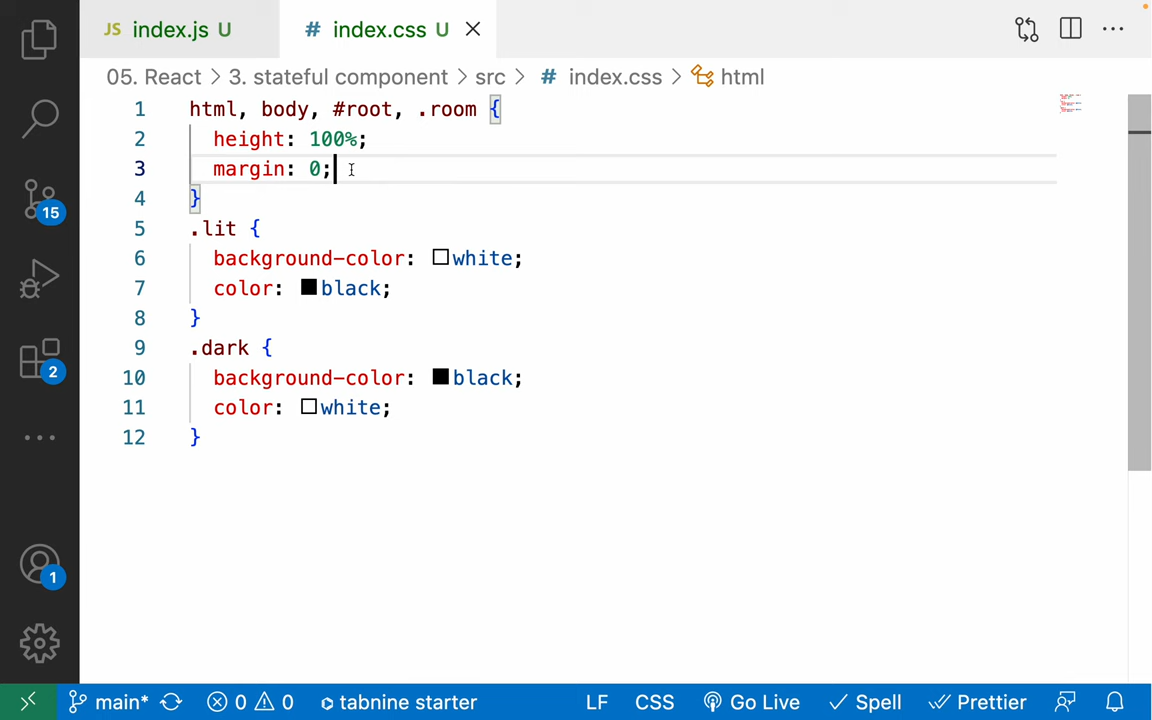 JS index.js U
# index.css U
05. React > 3. stateful component > src > # index.css > html
1 html, body, #root, .room {
2 height: 100%;
3 margin: 0;
4 }
5 .lit {
6 background-color: white;
7 color: black;
8 }
9 .dark {
10 background-color: black;
11 color: white;
12 }
15
2
1
main* 0 0 tabnine starter LF CSS Go Live Spell Prettier